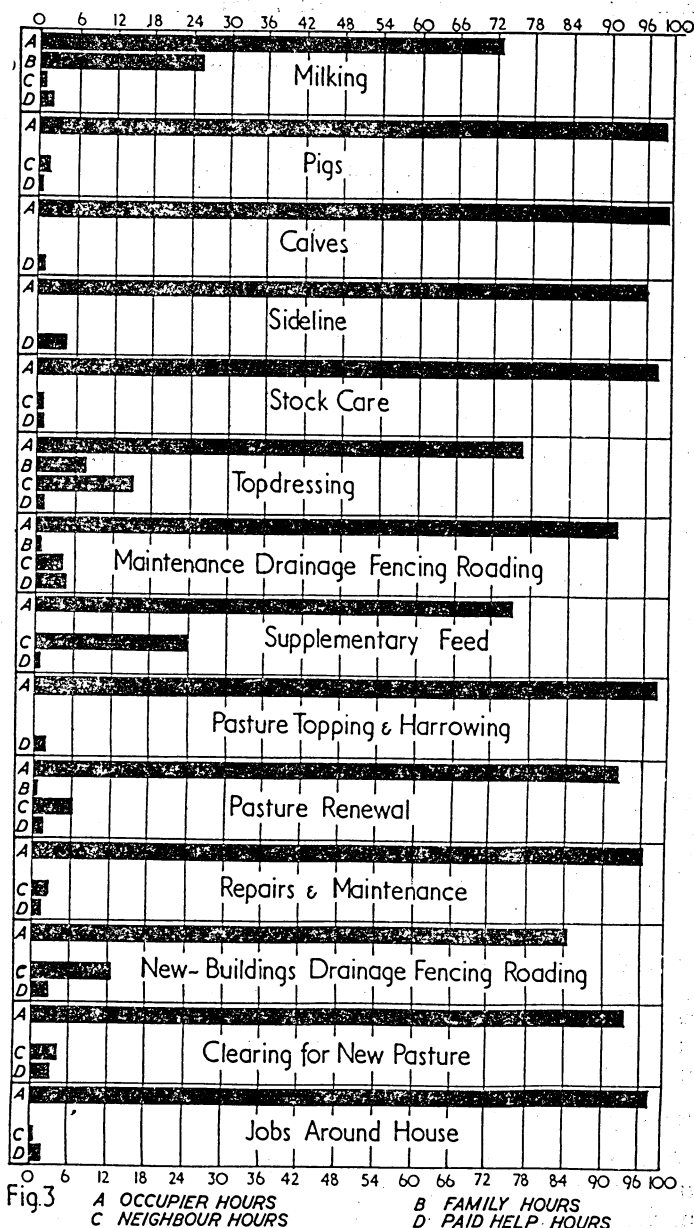 0 6 12 18 24 30 36 42 48 54 60 66 72 78 84 90 96 100
A
B
Milking
C
D
A
Pigs
C
D
A
Calves
D
A
Sideline
D
A
Stock Care
C
D
A
B
Topdressing
C
D
A
B
Maintenance Drainage Fencing Roading
C
D
A
Supplementary Feed
C
D
A
Pasture Topping & Harrowing
D
A
B
Pasture Renewal
C
D
A
Repairs & Maintenance
C
D
A
New-Buildings Drainage Fencing Roading
C
D
A
Clearing for New Pasture
C
D
A
Jobs Around House
C
D
0 6 12 18 24 30 36 42 48 54 60 66 72 78 84 90 96 100
Fig.3 A OCCUPIER HOURS B FAMILY HOURS
C NEIGHBOUR HOURS D PAID HELP HOURS